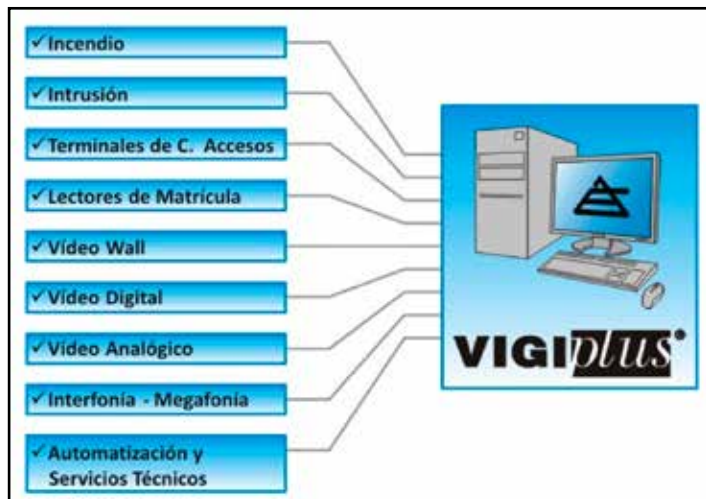 ✓Incendio
✓Intrusión
✓Terminales de C. Accesos
✓Lectores de Matrícula
✓Vídeo Wall
✓Vídeo Digital
✓Vídeo Analógico
✓Interfonía - Megafonía
✓Automatización y
Servicios Técnicos
VIGIplus®